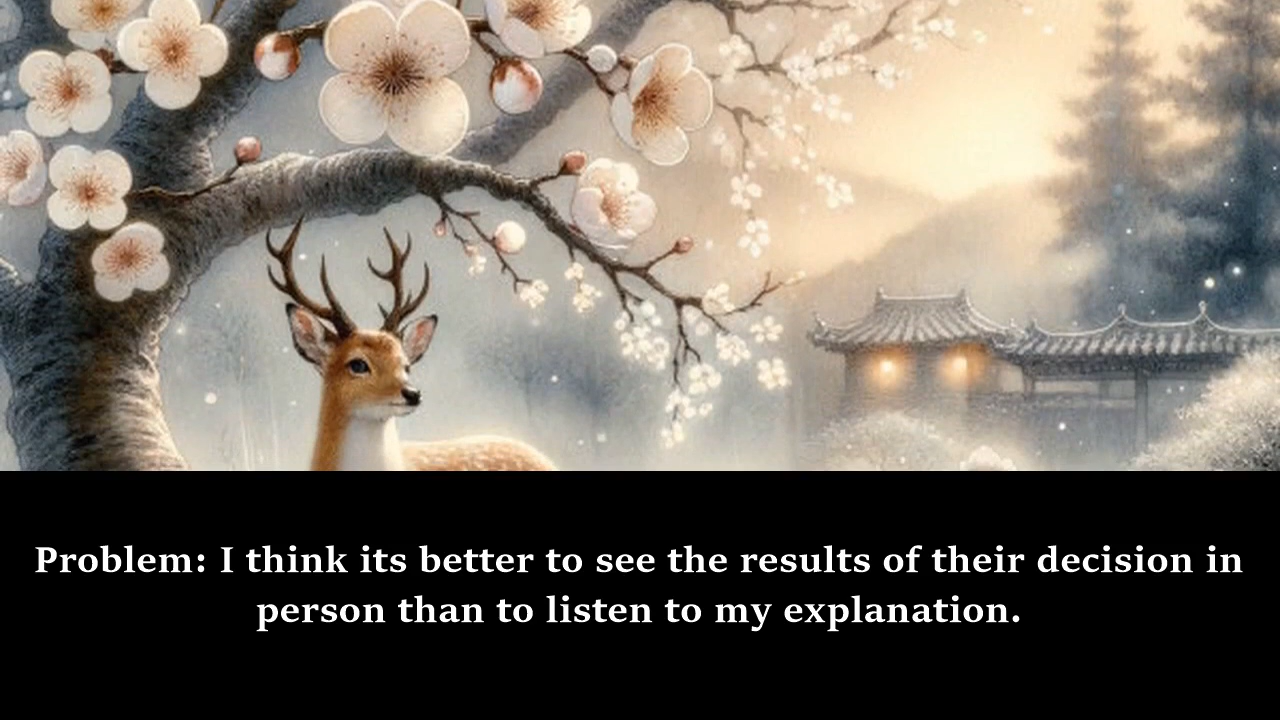 Problem: I think its better to see the results of their decision in
person than to listen to my explanation.